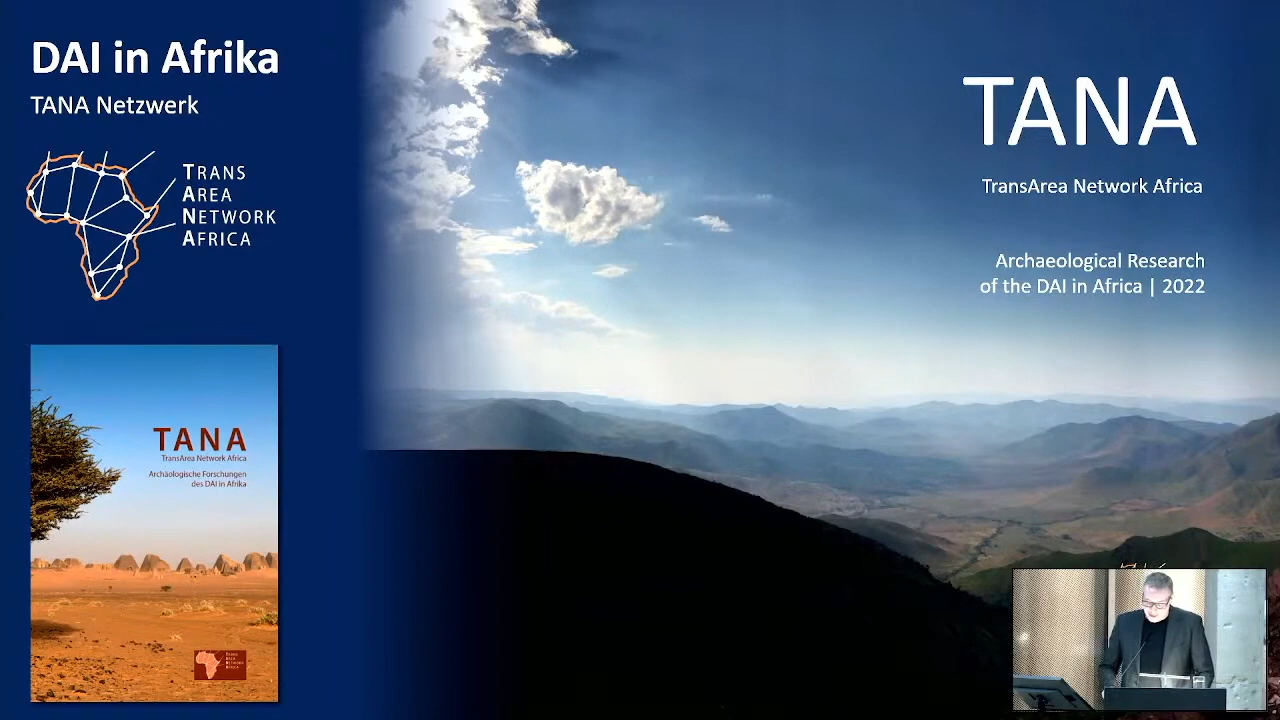 DAI in Afrika
TANA Netzwerk
TRANS
AREA
NETWORK
AFRICA
TANA
TransArea Network Africa
Archäologische Forschungen
des DAI in Afrika
TANA
TransArea Network Africa
Archaeological Research
of the DAI in Africa | 2022